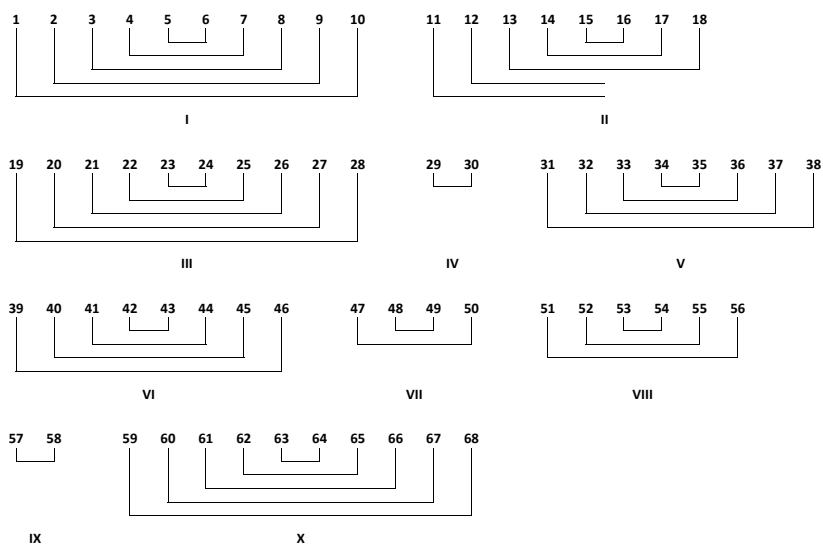 1 2 3 4 5 6 7 8 9 10 11 12 13 14 15 16 17 18
I II
19 20 21 22 23 24 25 26 27 28 29 30 31 32 33 34 35 36 37 38
III IV V
39 40 41 42 43 44 45 46 47 48 49 50 51 52 53 54 55 56
VI VII VIII
57 58 59 60 61 62 63 64 65 66 67 68
IX X